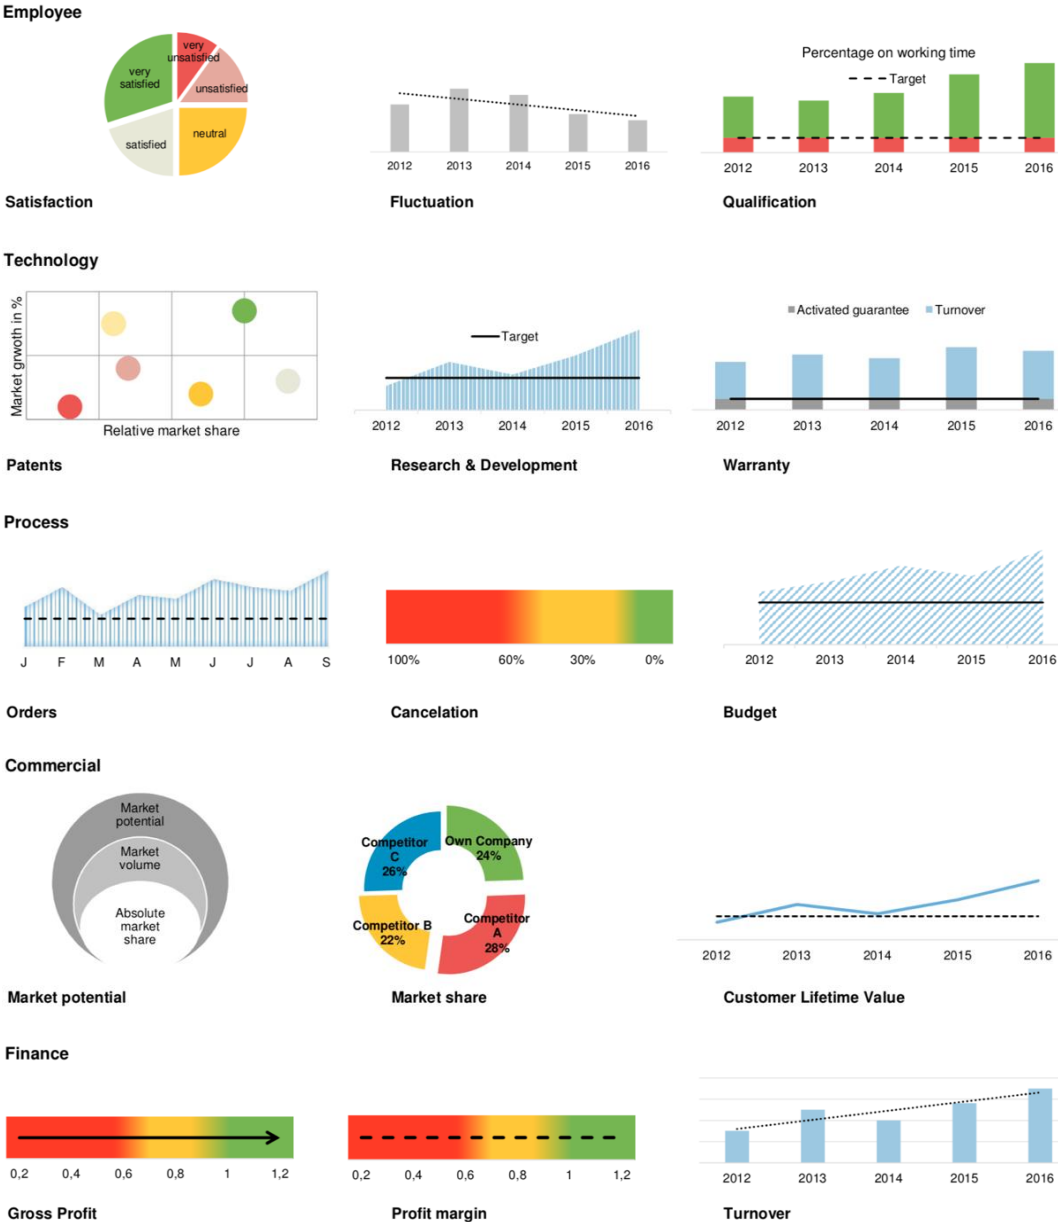 Employee
very
unsatisfied
very
satisfied
unsatisfied
neutral
satisfied
Satisfaction
2012 2013 2014 2015 2016
Fluctuation
Percentage on working time
Target
2012 2013 2014 2015 2016
Qualification
Technology
Market grwoth in %
Relative market share
Patents
Target
2012 2013 2014 2015 2016
Research & Development
Activated guarantee Turnover
2012 2013 2014 2015 2016
Warranty
Process
J F M A M J J A S
Orders
100% 60% 30% 0%
Cancelation
2012 2013 2014 2015 2016
Budget
Commercial
Market
potential
Market
volume
Absolute
market
share
Market potential
Competitor
C
26%
Own Company
24%
Competitor B
22%
Competitor
A
28%
Market share
2012 2013 2014 2015 2016
Customer Lifetime Value
Finance
0,2 0,4 0,6 0,8 1 1,2
Gross Profit
0,2 0,4 0,6 0,8 1 1,2
Profit margin
2012 2013 2014 2015 2016
Turnover